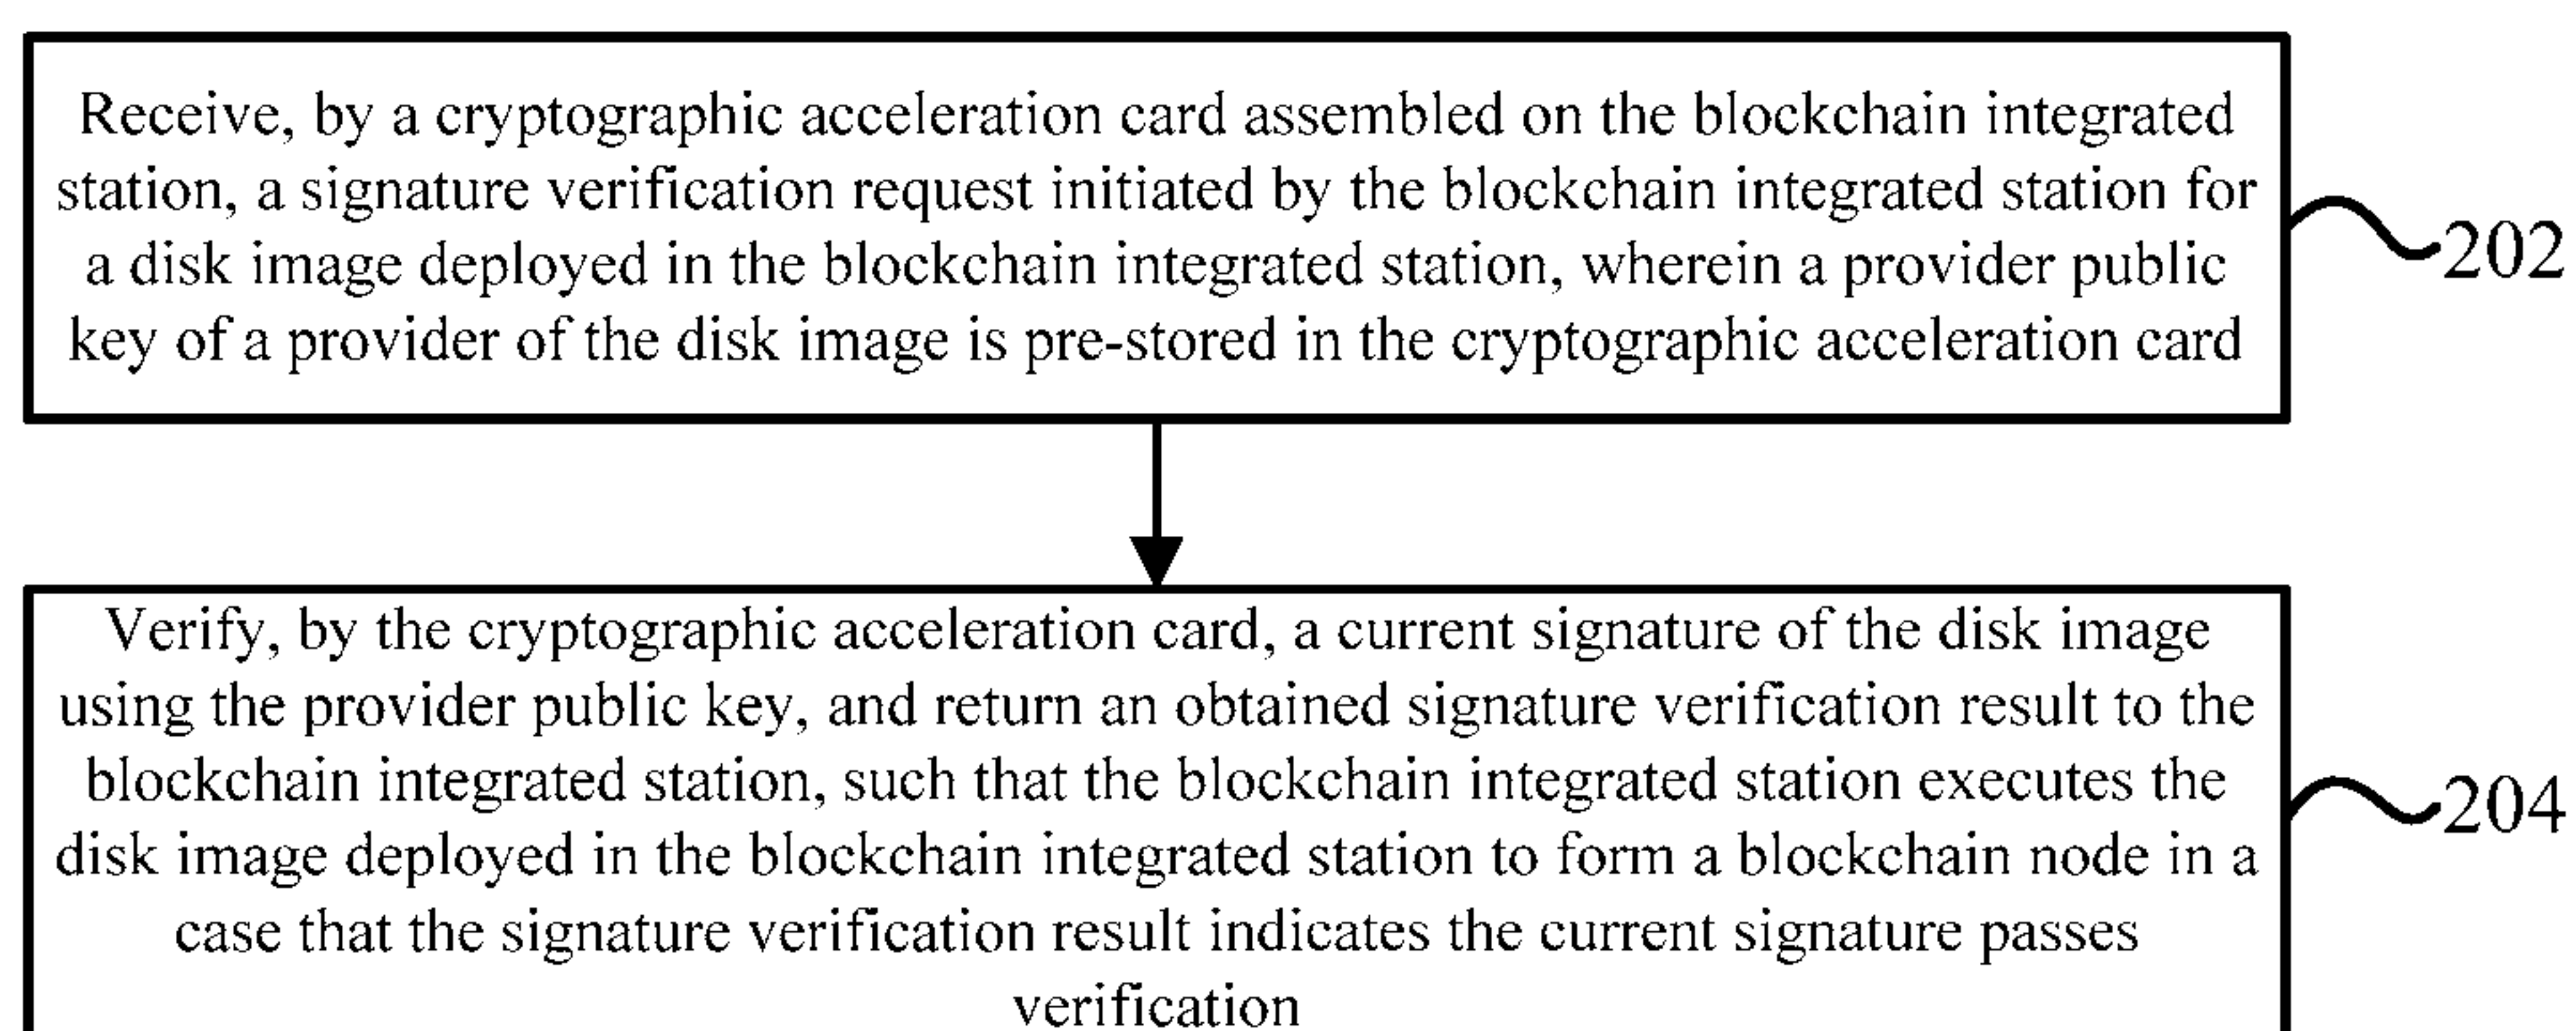 Receive, by a cryptographic acceleration card assembled on the blockchain integrated
station, a signature verification request initiated by the blockchain integrated station for
a disk image deployed in the blockchain integrated station, wherein a provider public
key of a provider of the disk image is pre-stored in the cryptographic acceleration card
202
Verify, by the cryptographic acceleration card, a current signature of the disk image
using the provider public key, and return an obtained signature verification result to the
blockchain integrated station, such that the blockchain integrated station executes the
disk image deployed in the blockchain integrated station to form a blockchain node in a
case that the signature verification result indicates the current signature passes
verification
204